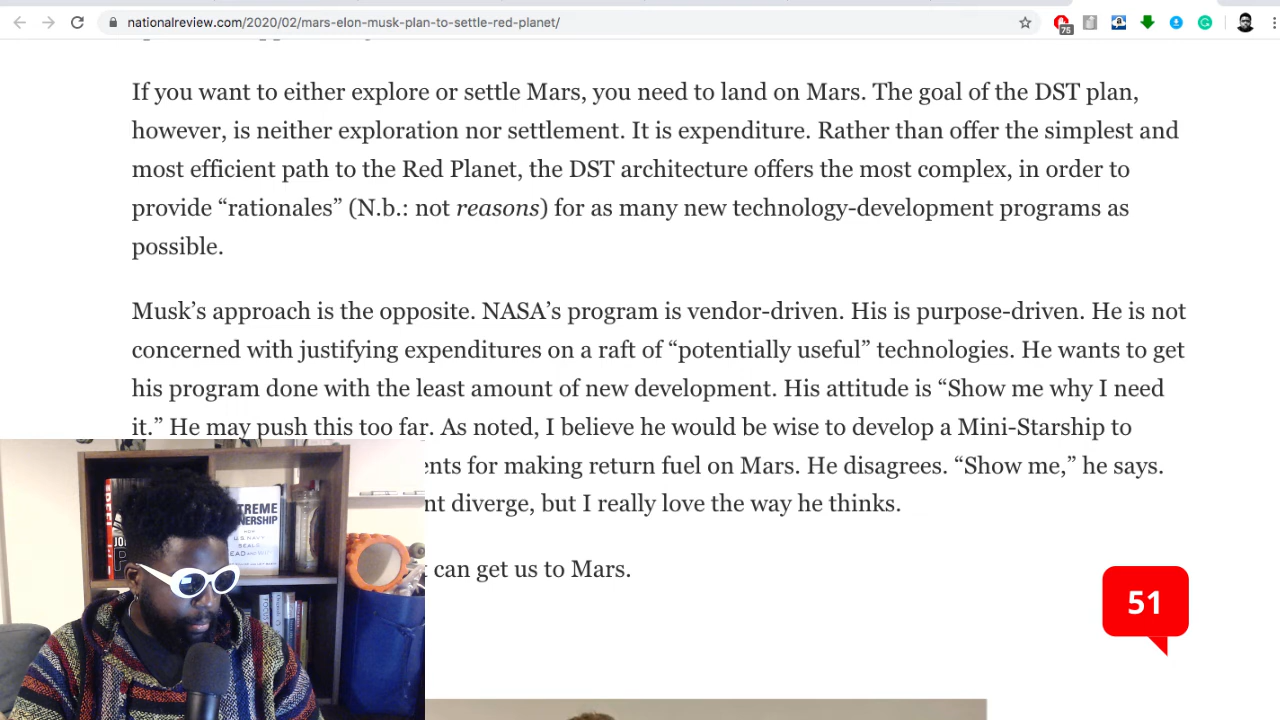 nationalreview.com/2020/02/mars-elon-musk-plan-to-settle-red-planet/
75
If you want to either explore or settle Mars, you need to land on Mars. The goal of the DST plan,
however, is neither exploration nor settlement. It is expenditure. Rather than offer the simplest and
most efficient path to the Red Planet, the DST architecture offers the most complex, in order to
provide “rationales” (N.b.: not reasons) for as many new technology-development programs as
possible.
Musk’s approach is the opposite. NASA’s program is vendor-driven. His is purpose-driven. He is not
concerned with justifying expenditures on a raft of “potentially useful” technologies. He wants to get
his program done with the least amount of new development. His attitude is “Show me why I need
it.” He may push this too far. As noted, I believe he would be wise to develop a Mini-Starship to
ents for making return fuel on Mars. He disagrees. “Show me,” he says.
nt diverge, but I really love the way he thinks.
can get us to Mars.
51
TREME
NERSHIP
U.S. NAVY
SEALS
EAD AND